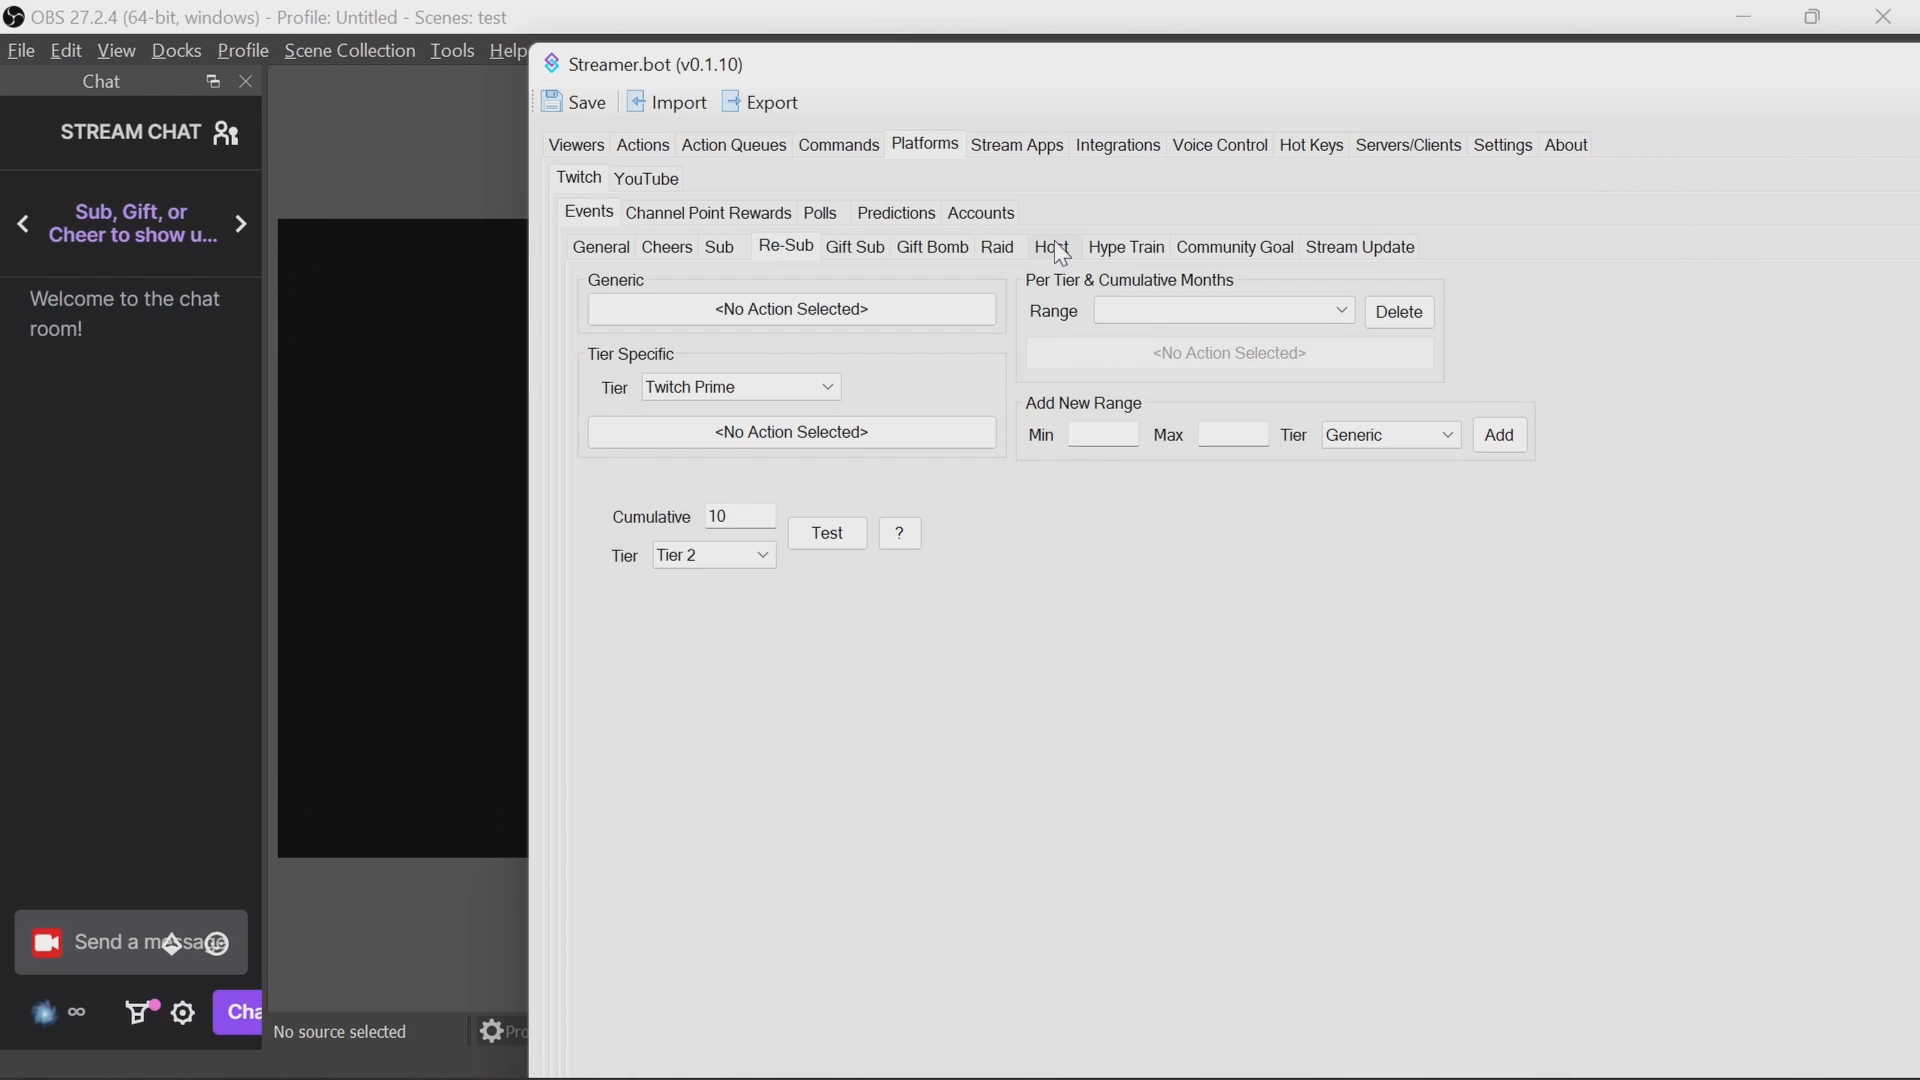 OBS 27.2.4 (64-bit, windows) - Profile: Untitled - Scenes: test
File Edit View Docks Profile Scene Collection Tools Help
Chat
STREAM CHAT
Sub, Gift, or
Cheer to show u...
Welcome to the chat
room!
Send a message
Cha
No source selected
Pro
Streamer.bot (v0.1.10)
Save Import Export
Viewers Actions Action Queues Commands Platforms Stream Apps Integrations Voice Control Hot Keys Servers/Clients Settings About
Twitch YouTube
Events Channel Point Rewards Polls Predictions Accounts
General Cheers Sub Re-Sub Gift Sub Gift Bomb Raid Host Hype Train Community Goal Stream Update
Generic
<No Action Selected>
Tier Specific
Tier Twitch Prime
<No Action Selected>
Per Tier & Cumulative Months
Range Delete
<No Action Selected>
Add New Range
Min Max Tier Generic Add
Cumulative 10
Test ?
Tier Tier 2